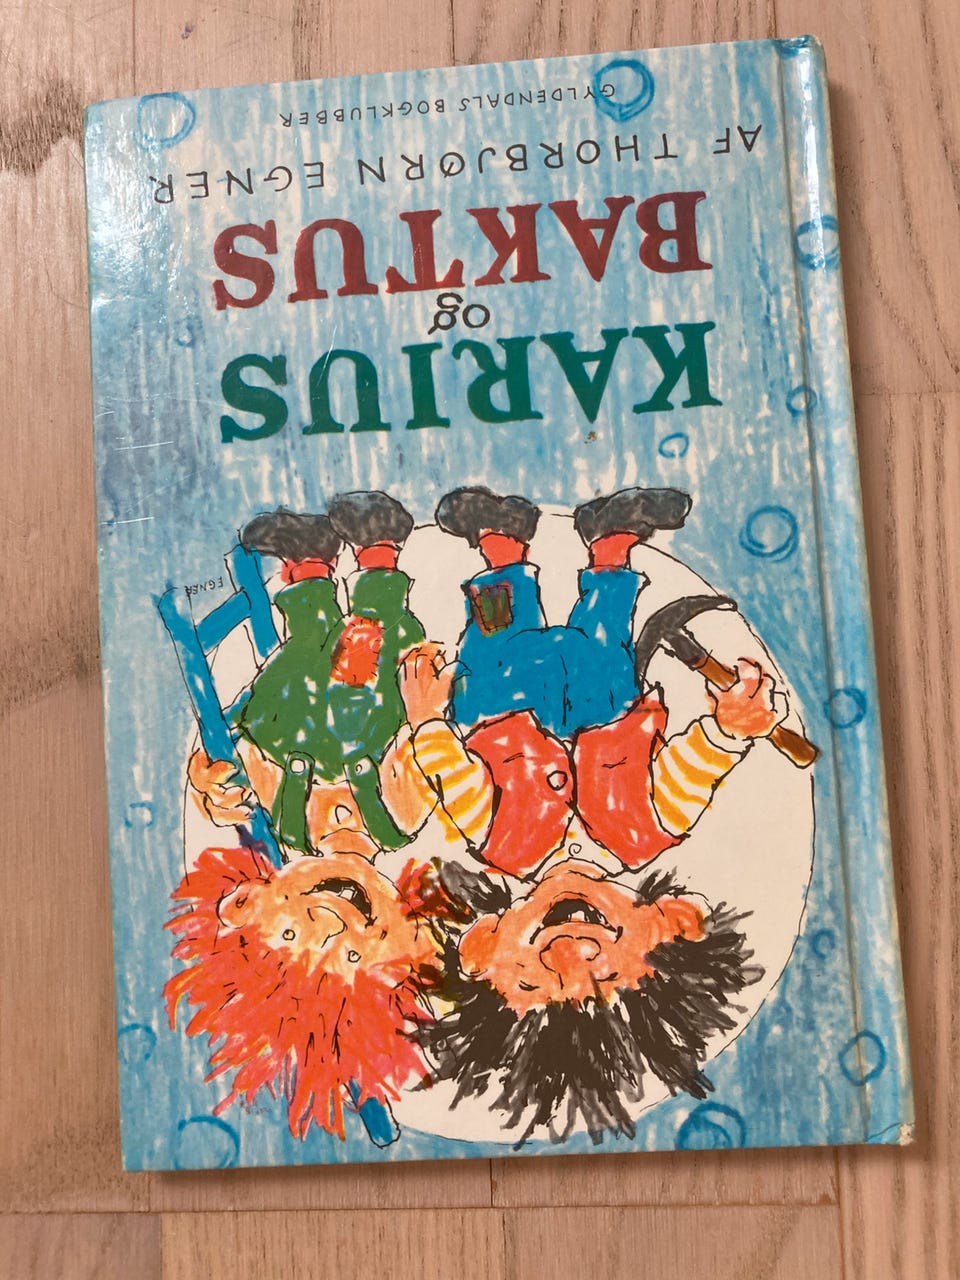 EGNER
KARIUS
og
BAKTUS
AF THORBJØRN EGNER
GYLDENDALS BOGKLUBBER